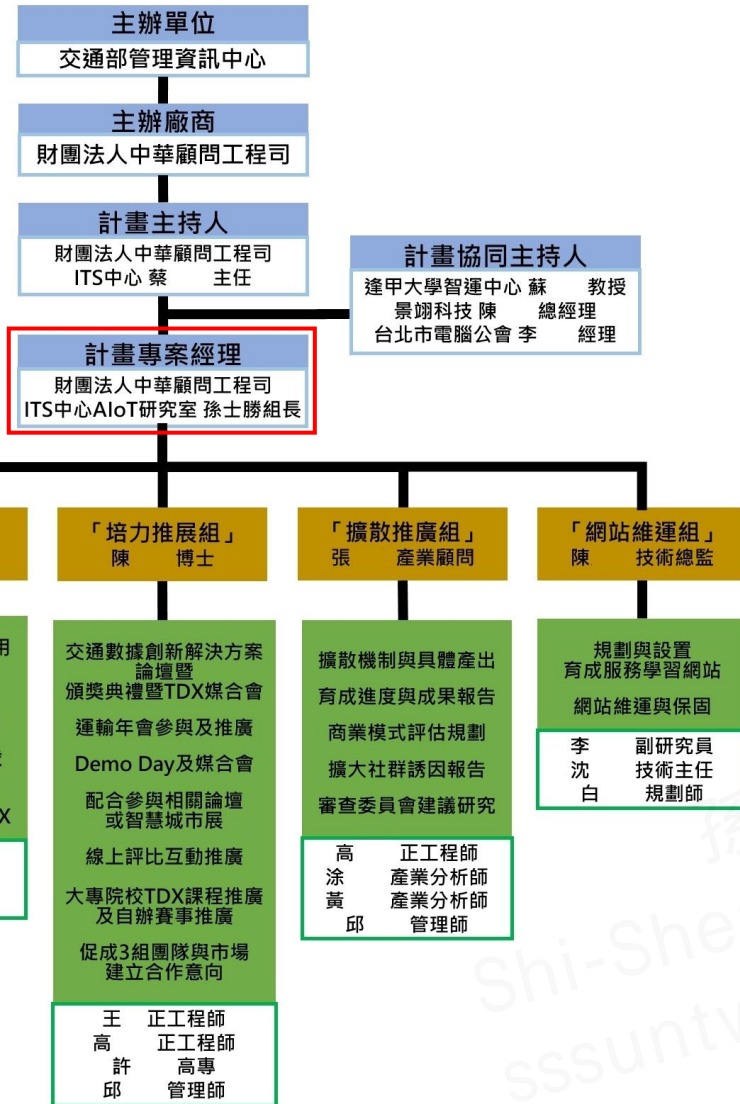 主辦單位
交通部管理資訊中心
主辦廠商
財團法人中華顧問工程司
計畫主持人
財團法人中華顧問工程司
ITS中心 蔡 主任
計畫協同主持人
逢甲大學智運中心 蘇 教授
景翊科技 陳 總經理
台北市電腦公會 李 經理
計畫專案經理
財團法人中華顧問工程司
ITS中心AIoT研究室 孫士勝組長
「培力推展組」
陳 博士
交通數據創新解決方案
論壇暨
頒獎典禮暨TDX媒合會
運輸年會參與及推廣
Demo Day及媒合會
配合參與相關論壇
或智慧城市展
線上評比互動推廣
大專院校TDX課程推廣
及自辦賽事推廣
促成3組團隊與市場
建立合作意向
王 正工程師
高 正工程師
許 高專
邱 管理師
「擴散推廣組」
張 產業顧問
擴散機制與具體產出
育成進度與成果報告
商業模式評估規劃
擴大社群誘因報告
審查委員會建議研究
高 正工程師
涂 產業分析師
黃 產業分析師
邱 管理師
「網站維運組」
陳 技術總監
規劃與設置
育成服務學習網站
網站維運與保固
李 副研究員
沈 技術主任
白 規劃師
用
X
Shi-She
sssuntw